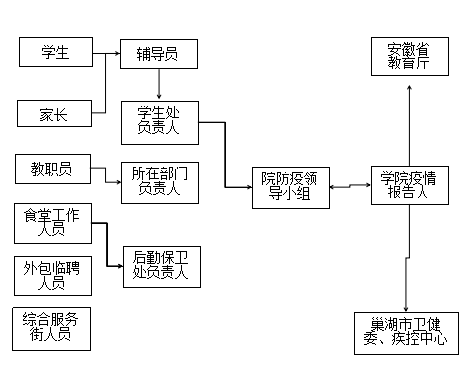 学生
辅导员
安徽省
教育厅
家长
学生处
负责人
教职员
所在部门
负责人
院防疫领
导小组
学院疫情
报告人
食堂工作
人员
后勤保卫
处负责人
外包临聘
人员
综合服务
街人员
巢湖市卫健
委、疾控中心